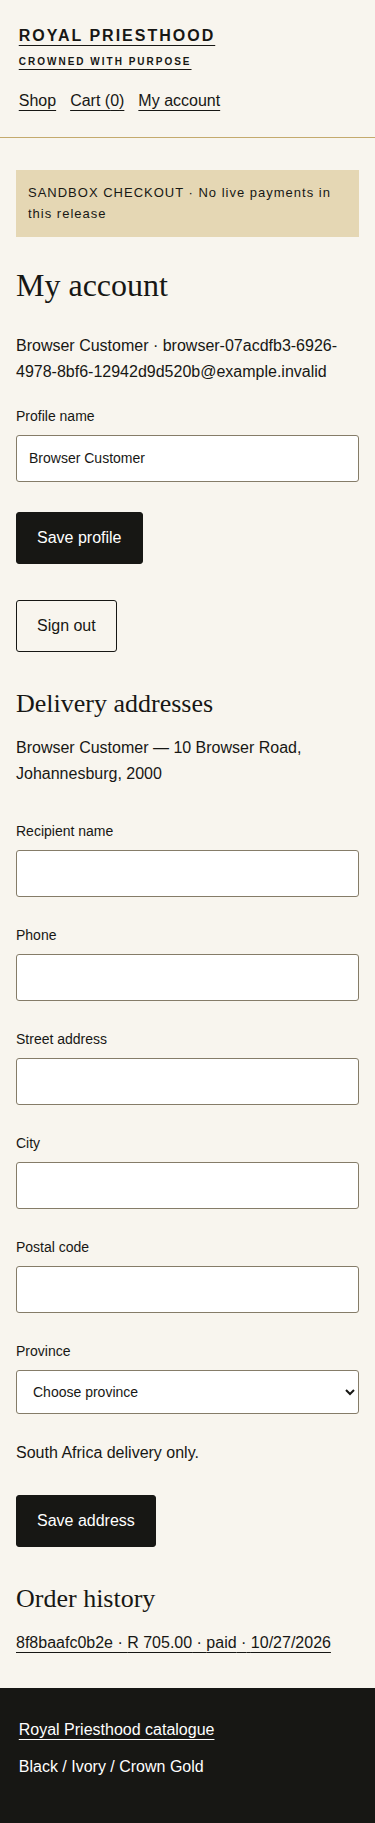 ROYAL PRIESTHOOD
CROWNED WITH PURPOSE
Shop Cart (0) My account
SANDBOX CHECKOUT · No live payments in
this release
My account
Browser Customer · browser-07acdfb3-6926-
4978-8bf6-12942d9d520b@example.invalid
Profile name
Browser Customer
Save profile
Sign out
Delivery addresses
Browser Customer — 10 Browser Road,
Johannesburg, 2000
Recipient name
Phone
Street address
City
Postal code
Province
Choose province
South Africa delivery only.
Save address
Order history
8f8baafc0b2e · R 705.00 · paid · 10/27/2026
Royal Priesthood catalogue
Black / Ivory / Crown Gold